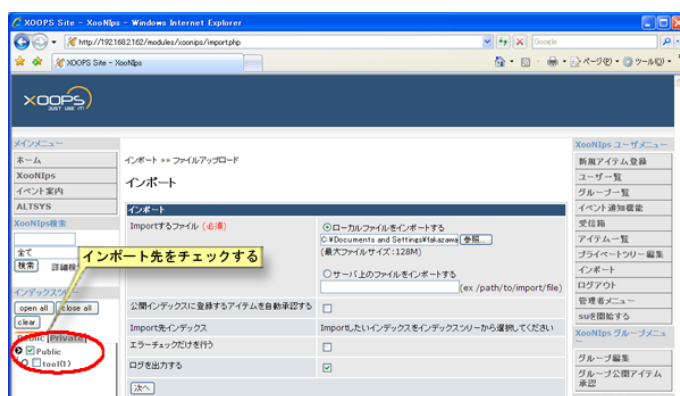 XOOPS Site - XooNIps - Windows Internet Explorer
http://192.168.2.162/modules/xoonips/import.php
Google
XOOPS Site - XooNIps
ページ(P)
ツール(O)
XOOPS
JUST USE IT!
メインメニュー
ホーム
XooNIps
イベント案内
ALTSYS
XooNIps検索
全て
検索
インポート先をチェックする
インデックスツリー
open all
close all
clear
Public
Private
Public
tool(1)
インポート >> ファイルアップロード
インポート
インポート
Importするファイル (必須)
ローカルファイルをインポートする
C:¥Documents and Settings¥fakazawa
参照...
(最大ファイルサイズ:128M)
サーバ上のファイルをインポートする
(ex /path/to/import/file)
公開インデックスに登録するアイテムを自動承認する
Import先インデックス
Importしたいインデックスをインデックスツリーから選択してください
エラーチェックだけを行う
ログを出力する
次へ
XooNIps ユーザメニュー
新規アイテム登録
ユーザ一覧
グループ一覧
イベント通知機能
受信箱
アイテム一覧
プライベートツリー編集
インポート
ログアウト
管理者メニュー
suを開始する
XooNIps グループメニュー
グループ編集
グループ公開アイテム
承認